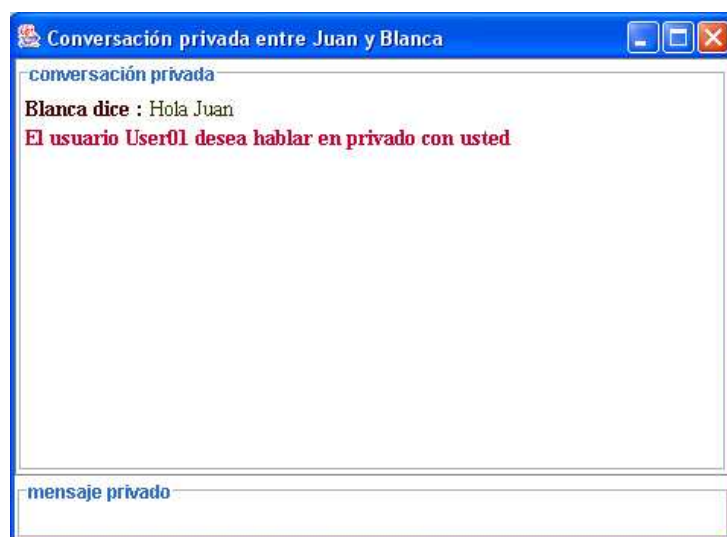 Conversación privada entre Juan y Blanca
conversación privada
Blanca dice : Hola Juan
El usuario User01 desea hablar en privado con usted
mensaje privado